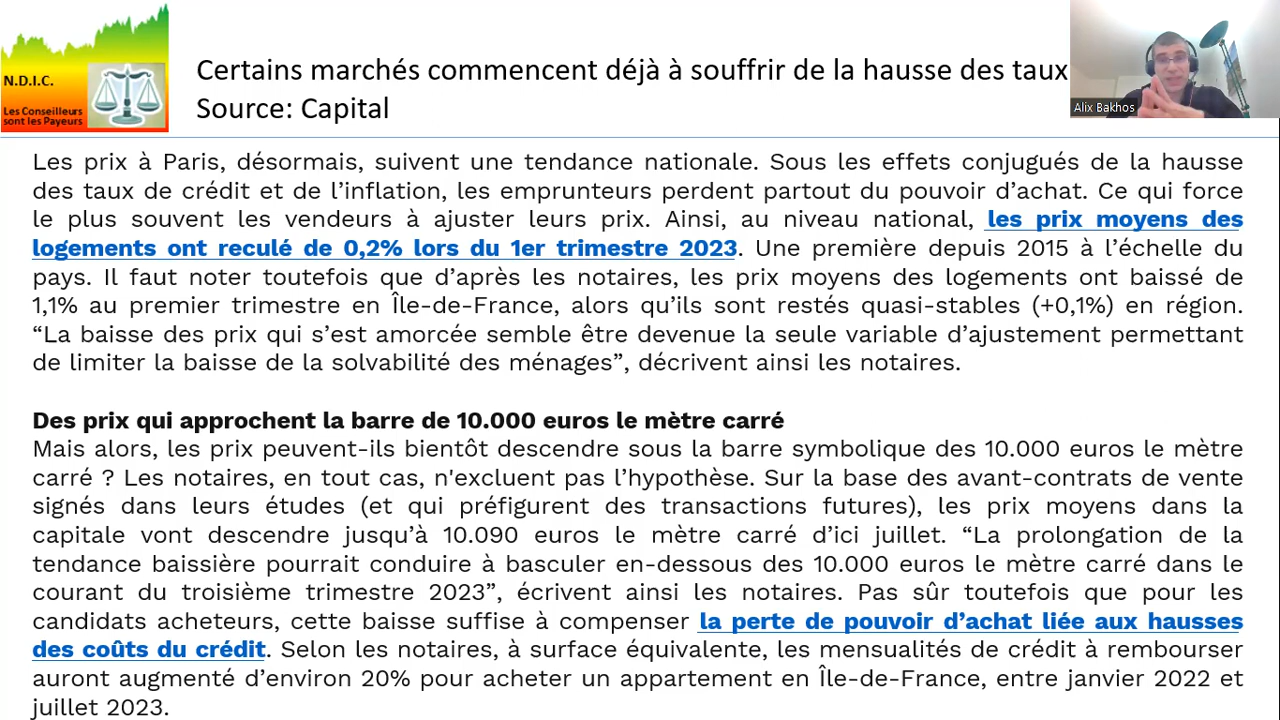 N.D.I.C.
Les Conseilleurs
sont les Payeurs
Certains marchés commencent déjà à souffrir de la hausse des taux
Source: Capital
Alix Bakhos
Les prix à Paris, désormais, suivent une tendance nationale. Sous les effets conjugués de la hausse
des taux de crédit et de l’inflation, les emprunteurs perdent partout du pouvoir d’achat. Ce qui force
le plus souvent les vendeurs à ajuster leurs prix. Ainsi, au niveau national, les prix moyens des
logements ont reculé de 0,2% lors du 1er trimestre 2023. Une première depuis 2015 à l’échelle du
pays. Il faut noter toutefois que d’après les notaires, les prix moyens des logements ont baissé de
1,1% au premier trimestre en Île-de-France, alors qu’ils sont restés quasi-stables (+0,1%) en région.
“La baisse des prix qui s’est amorcée semble être devenue la seule variable d’ajustement permettant
de limiter la baisse de la solvabilité des ménages”, décrivent ainsi les notaires.
Des prix qui approchent la barre de 10.000 euros le mètre carré
Mais alors, les prix peuvent-ils bientôt descendre sous la barre symbolique des 10.000 euros le mètre
carré ? Les notaires, en tout cas, n'excluent pas l’hypothèse. Sur la base des avant-contrats de vente
signés dans leurs études (et qui préfigurent des transactions futures), les prix moyens dans la
capitale vont descendre jusqu’à 10.090 euros le mètre carré d’ici juillet. “La prolongation de la
tendance baissière pourrait conduire à basculer en-dessous des 10.000 euros le mètre carré dans le
courant du troisième trimestre 2023”, écrivent ainsi les notaires. Pas sûr toutefois que pour les
candidats acheteurs, cette baisse suffise à compenser la perte de pouvoir d’achat liée aux hausses
des coûts du crédit. Selon les notaires, à surface équivalente, les mensualités de crédit à rembourser
auront augmenté d’environ 20% pour acheter un appartement en Île-de-France, entre janvier 2022 et
juillet 2023.